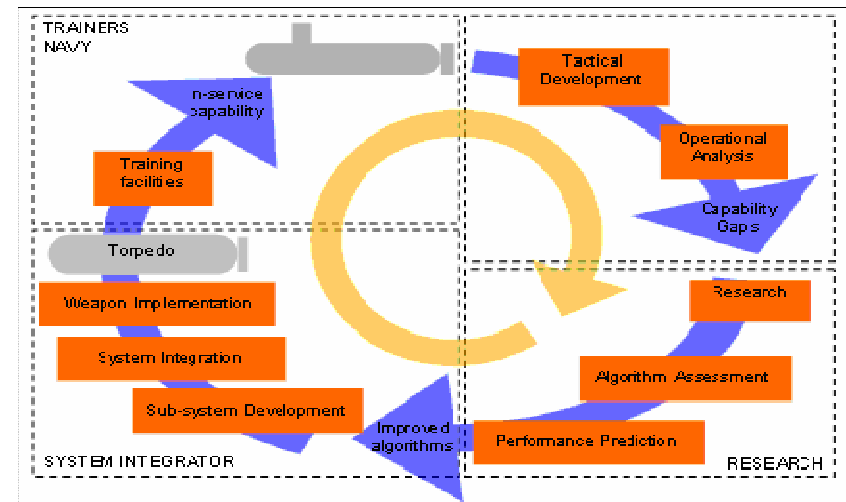 TRAINERS
NAVY
n-service
capability
Training
facilities
Tactical
Development
Operational
Analysis
Capability
Gaps
Torpedo
Weapon Implementation
System Integration
Sub-system Development
Improved
algorithms
SYSTEM INTEGRATOR
Research
Algorithm Assessment
Performance Prediction
RESEARCH